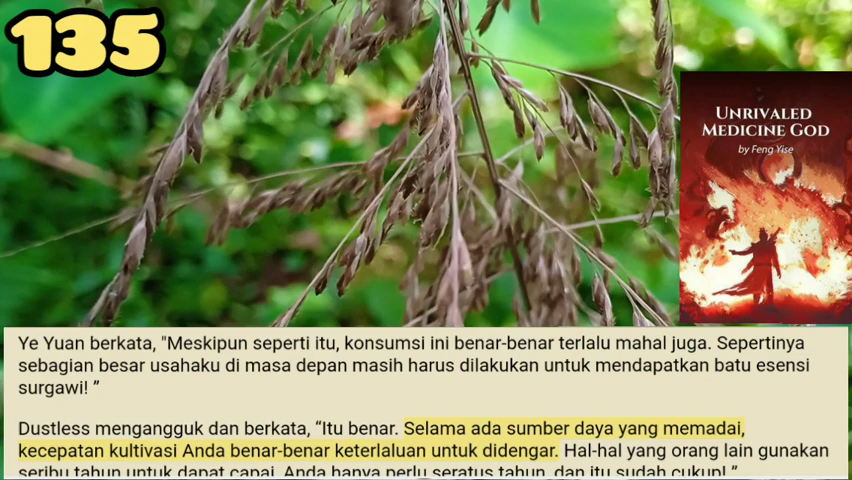 135
UNRIVALED
MEDICINE GOD
by Feng Yise
Ye Yuan berkata, "Meskipun seperti itu, konsumsi ini benar-benar terlalu mahal juga. Sepertinya
sebagian besar usahaku di masa depan masih harus dilakukan untuk mendapatkan batu esensi
surgawi! ”
Dustless mengangguk dan berkata, “Itu benar. Selama ada sumber daya yang memadai,
kecepatan kultivasi Anda benar-benar keterlaluan untuk didengar. Hal-hal yang orang lain gunakan
seribu tahun untuk dapat capai, Anda hanya perlu seratus tahun, dan itu sudah cukup! ”